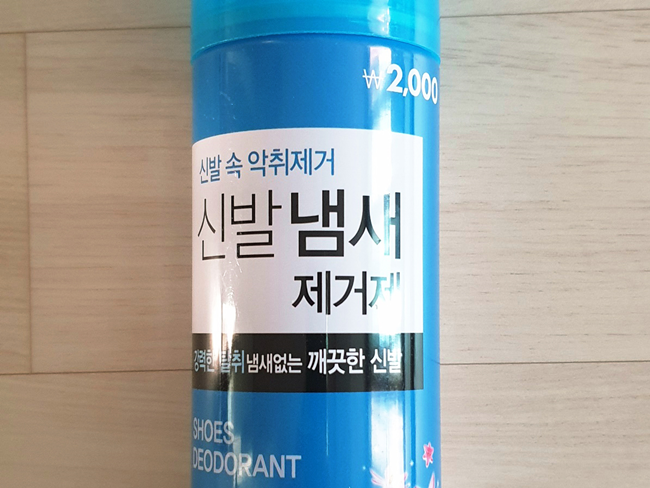 ₩2,000
신발 속 악취제거
신발 냄새
제거제
강력한 탈취 냄새없는 깨끗한 신발
SHOES
DEODORANT